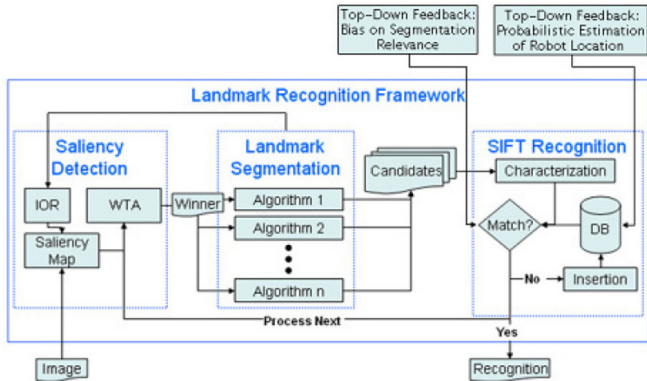 Top-Down Feedback:
Bias on Segmentation
Relevance
Top-Down Feedback:
Probabilistic Estimation
of Robot Location
Landmark Recognition Framework
Saliency
Detection
Landmark
Segmentation
SIFT Recognition
Candidates
Characterization
IOR
WTA
Winner
Algorithm 1
Algorithm 2
Algorithm n
Saliency
Map
Match?
DB
No
Insertion
Process Next
Yes
Image
Recognition